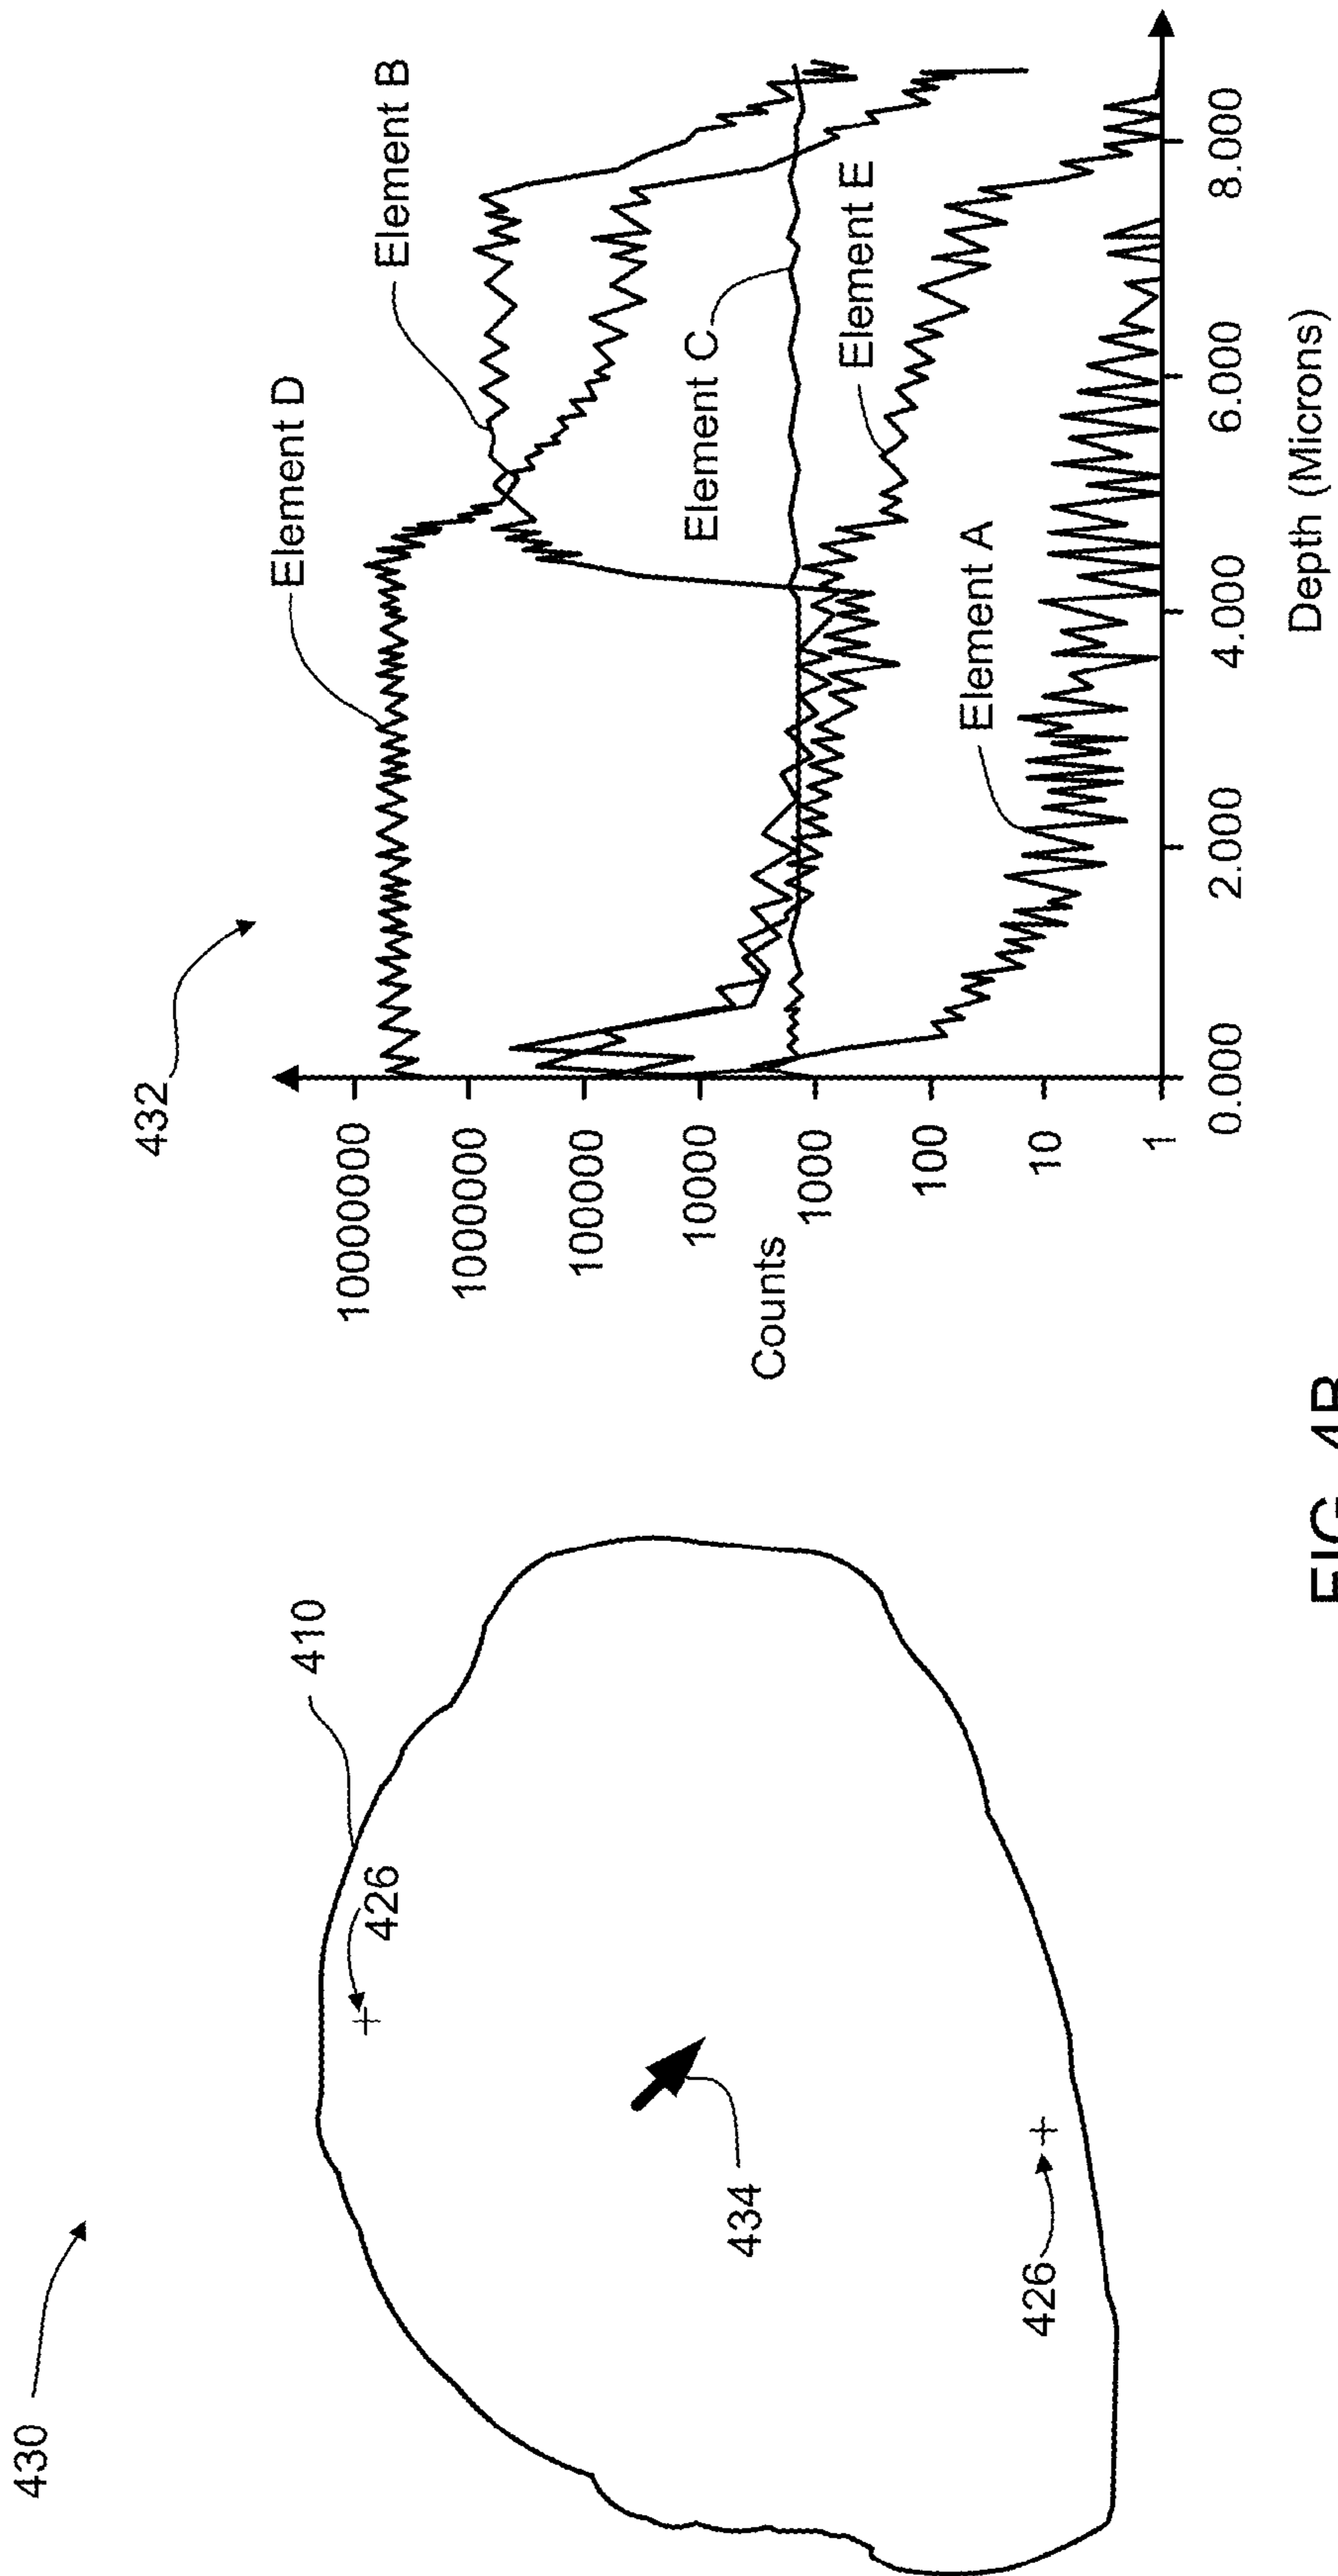 430
432
Element D
410
Element B
426
10000000
1000000
100000
10000
1000
100
10
1
Counts
Element C
434
Element E
Element A
426
0.000 2.000 4.000 6.000 8.000
Depth (Microns)
FIG. 4B